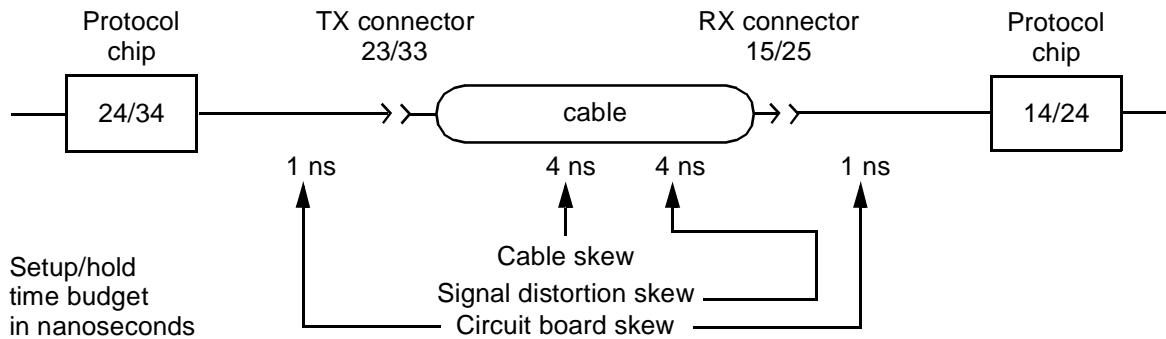 Protocol
chip
TX connector
23/33
RX connector
15/25
Protocol
chip
24/34
cable
14/24
1 ns
4 ns
4 ns
1 ns
Cable skew
Signal distortion skew
Circuit board skew
Setup/hold
time budget
in nanoseconds